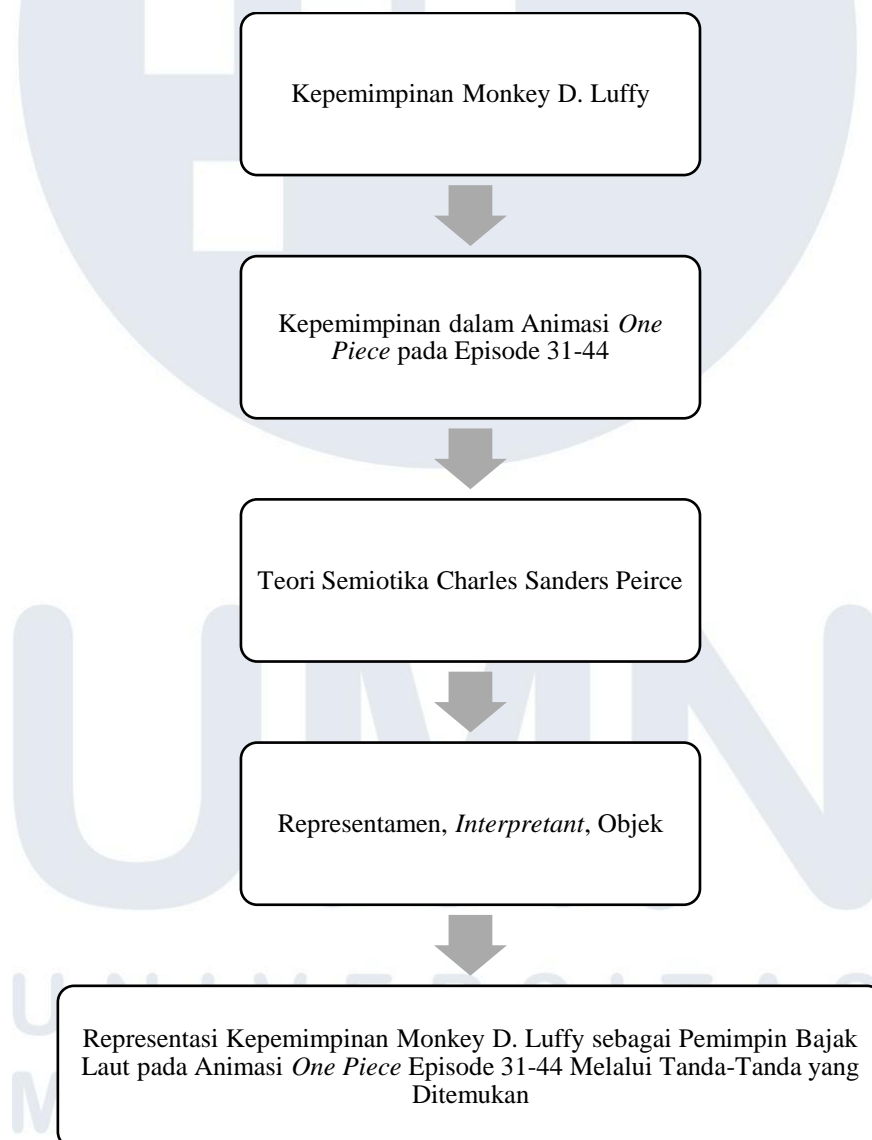 Kepemimpinan Monkey D. Luffy
Kepemimpinan dalam Animasi One
Piece pada Episode 31-44
Teori Semiotika Charles Sanders Peirce
Representamen, Interpretant, Objek
Representasi Kepemimpinan Monkey D. Luffy sebagai Pemimpin Bajak
Laut pada Animasi One Piece Episode 31-44 Melalui Tanda-Tanda yang
Ditemukan
UMN
UNIVERSITAS